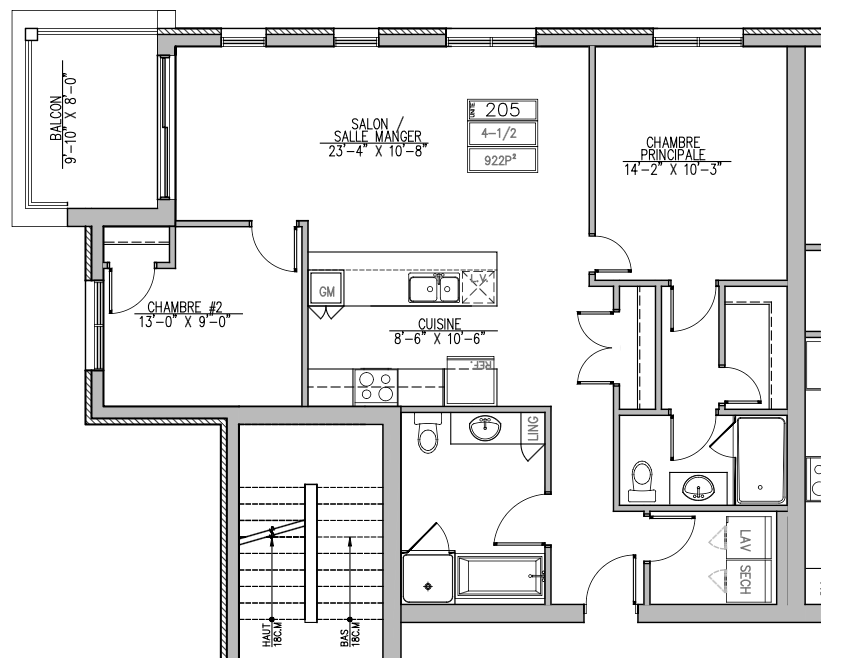 BALCON
9'-10" X 8'-0"
SALON /
SALLE MANGER
23'-4" X 10'-8"
UNITE
205
4-1/2
922P²
CHAMBRE
PRINCIPALE
14'-2" X 10'-3"
CHAMBRE #2
13'-0" X 9'-0"
GM
L-V
CUISINE
8'-6" X 10'-6"
REF.
LING
LAV
SECH
HAUT
18C.M
BAS
18C.M